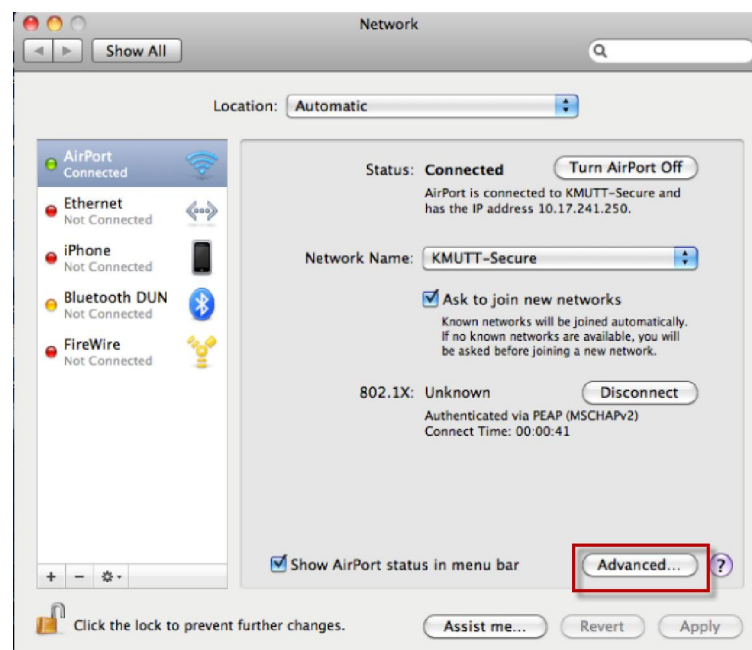 Network
Show All
Location: Automatic
AirPort
Connected
Ethernet
Not Connected
iPhone
Not Connected
Bluetooth DUN
Not Connected
FireWire
Not Connected
Status: Connected Turn AirPort Off
AirPort is connected to KMUTT-Secure and
has the IP address 10.17.241.250.
Network Name: KMUTT-Secure
Ask to join new networks
Known networks will be joined automatically.
If no known networks are available, you will
be asked before joining a new network.
802.1X: Unknown Disconnect
Authenticated via PEAP (MSCHAPv2)
Connect Time: 00:00:41
Show AirPort status in menu bar Advanced... ?
Click the lock to prevent further changes. Assist me... Revert Apply